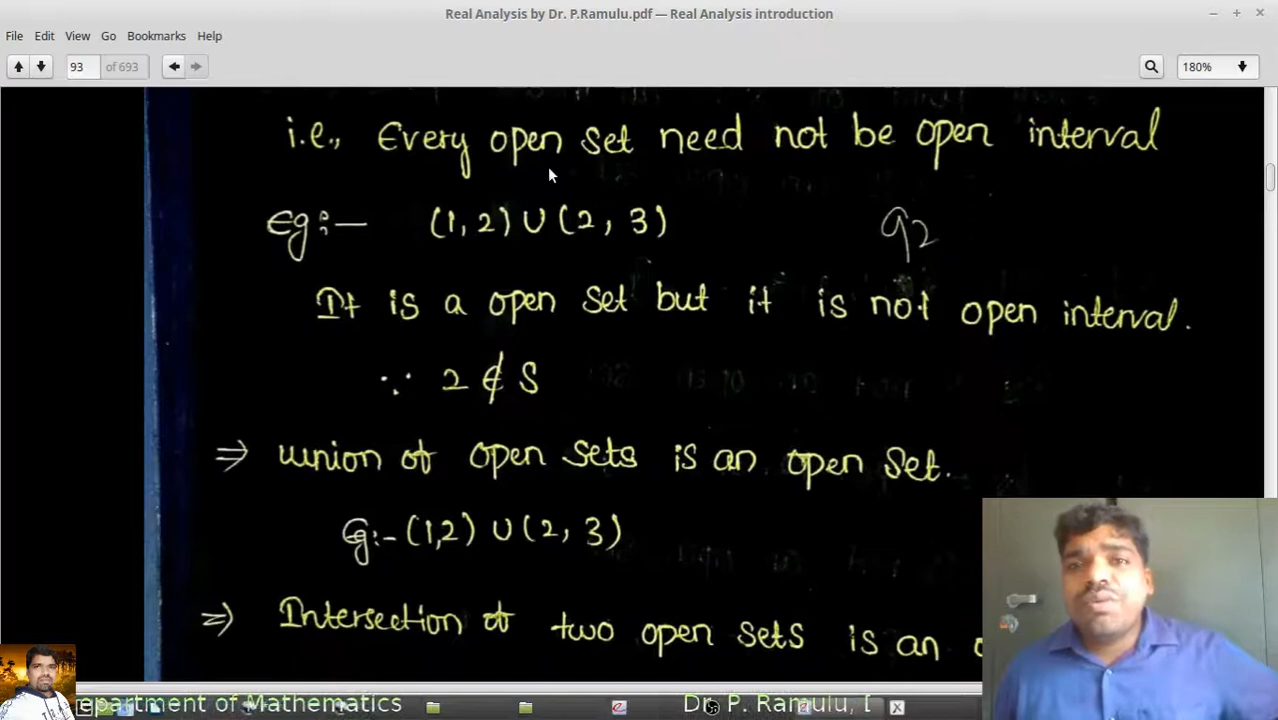 Real Analysis by Dr. P.Ramulu.pdf — Real Analysis introduction
File Edit View Go Bookmarks Help
93 of 693 180%
i.e., Every open set need not be open interval
Eg:- (1,2) ∪ (2, 3)
92
It is a open set but it is not open interval.
∵ 2 ∉ S
⇒ Union of open sets is an open set.
Eg:- (1,2) ∪ (2, 3)
⇒ Intersection of two open sets is an
epartment of Mathematics Dr. P. Ramulu, [